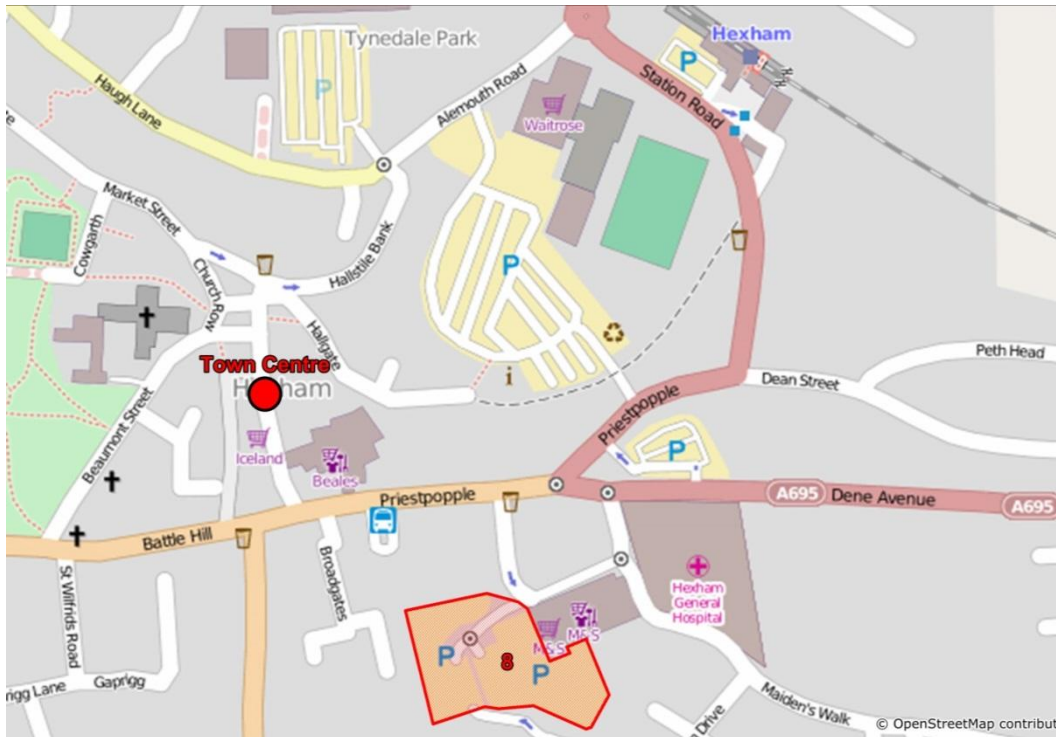 Tynedale Park
Hexham
P
P
Haugh Lane
Alemouth Road
Station Road
Waitrose
Market Street
Cowgarth
Church Row
Hallstile Bank
P
Hallgate
Town Centre
i
Peth Head
Dean Street
Priestpopple
Beaumont Street
Iceland
Beales
P
Priestpopple
A695
Dene Avenue
A695
Battle Hill
Broadgates
St Wilfrids Road
Hexham
General
Hospital
M&S
M&S
P
8
P
rigg Lane
Gaprigg
Drive
Maiden's Walk
© OpenStreetMap contribut